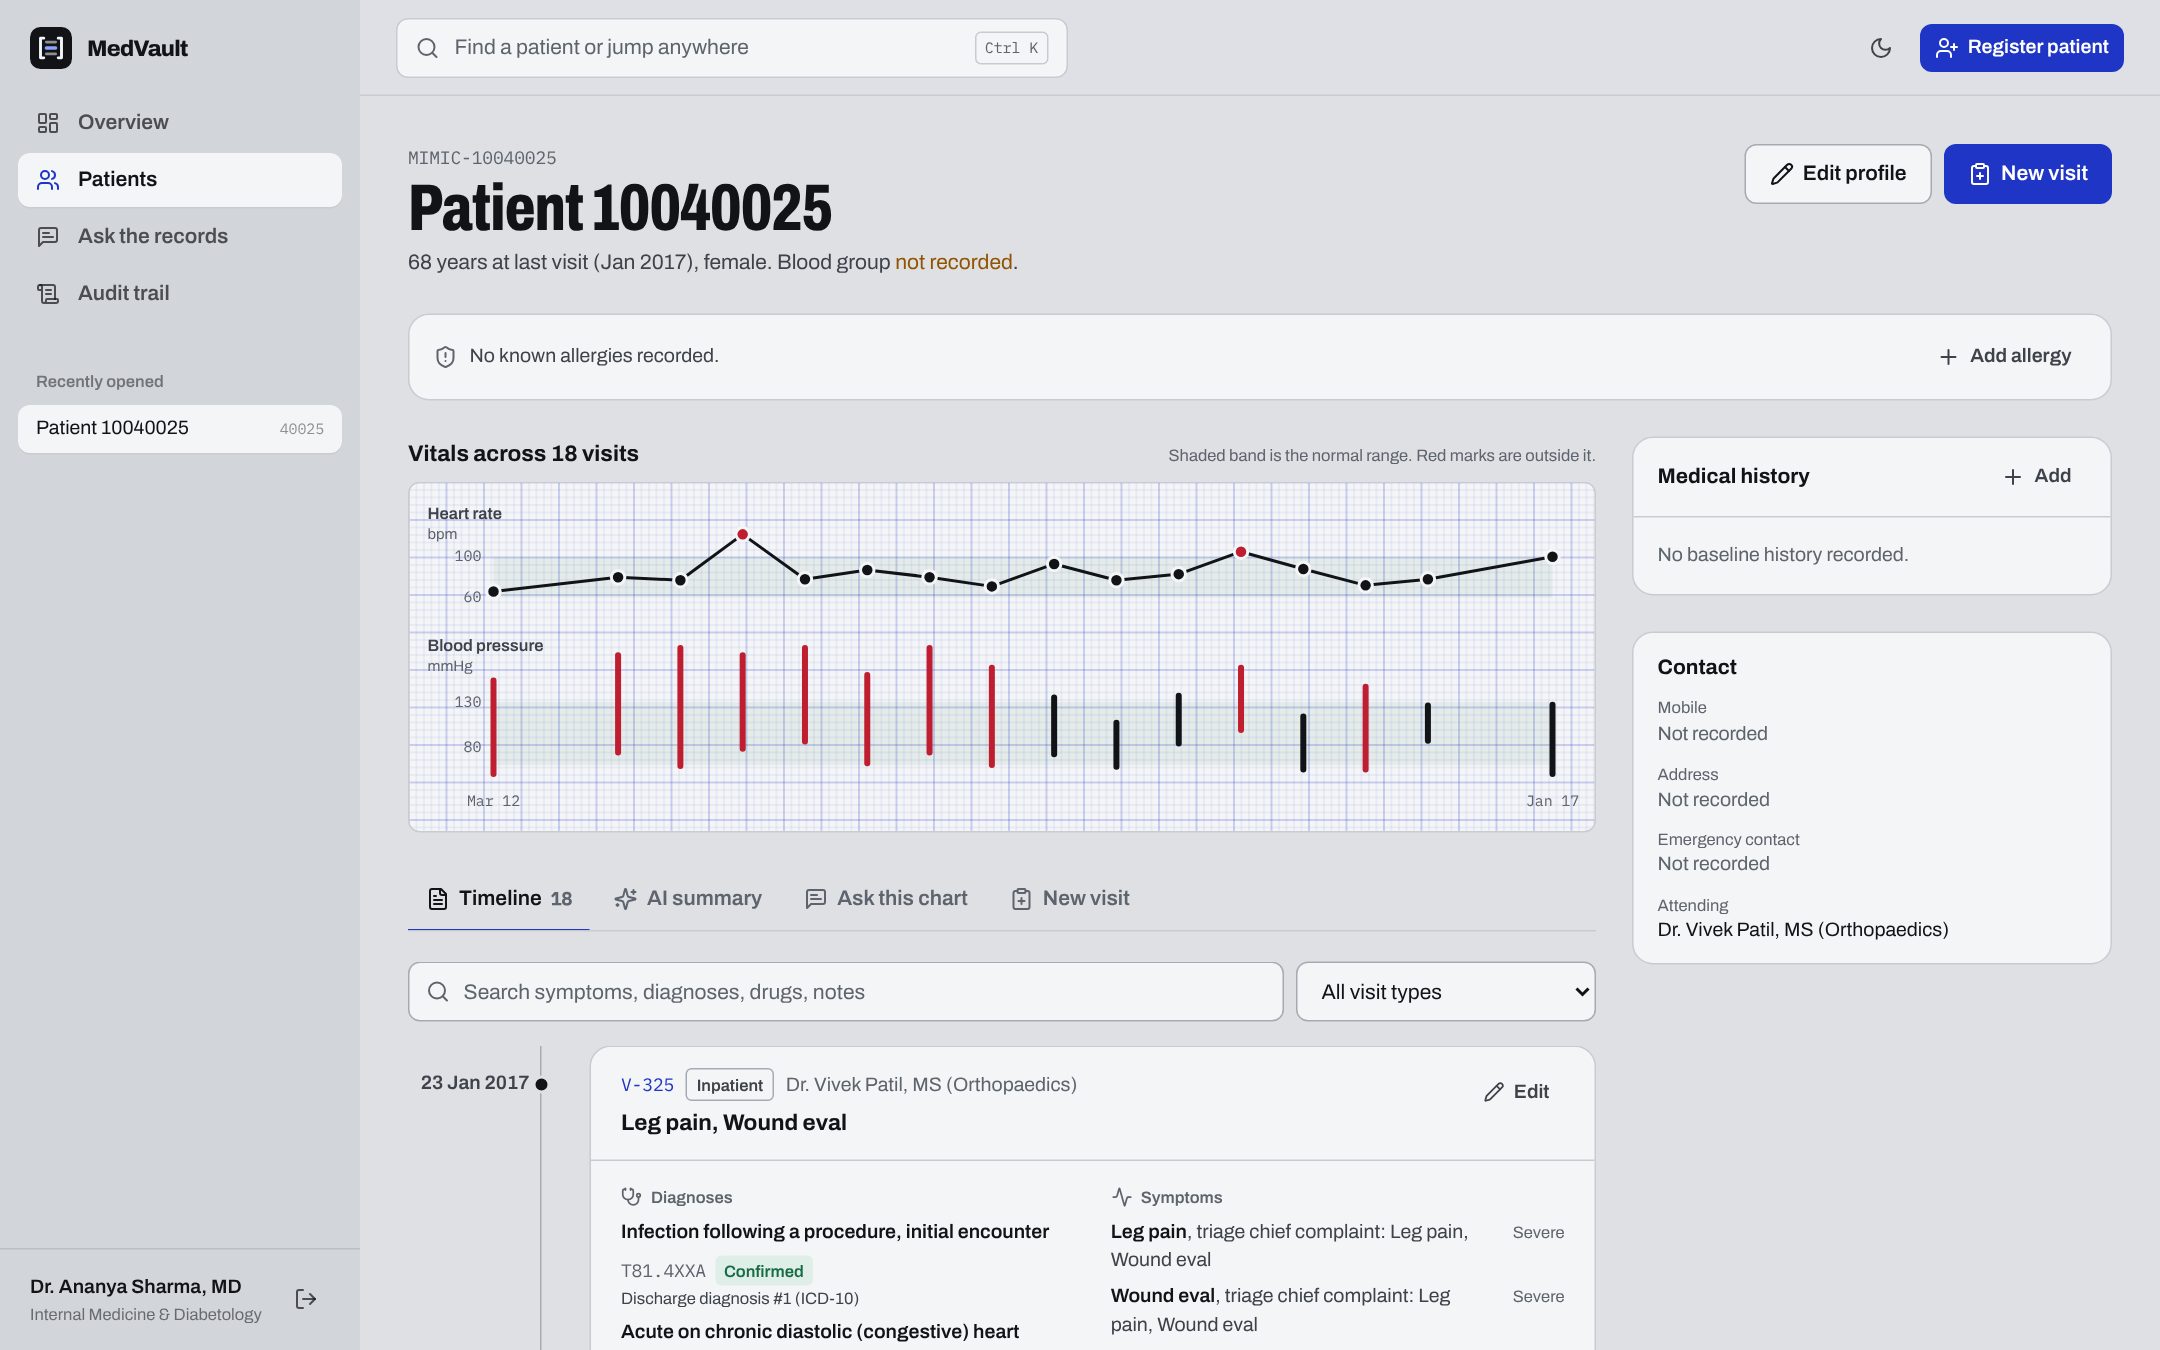 MedVault
Find a patient or jump anywhere
Ctrl K
Register patient
Overview
Patients
Ask the records
Audit trail
Recently opened
Patient 10040025
40025
Dr. Ananya Sharma, MD
Internal Medicine & Diabetology
MIMIC-10040025
Patient 10040025
68 years at last visit (Jan 2017), female. Blood group not recorded.
Edit profile
New visit
No known allergies recorded.
Add allergy
Vitals across 18 visits
Shaded band is the normal range. Red marks are outside it.
Heart rate
bpm
100
60
Blood pressure
mmHg
130
80
Mar 12
Jan 17
Medical history
Add
No baseline history recorded.
Contact
Mobile
Not recorded
Address
Not recorded
Emergency contact
Not recorded
Attending
Dr. Vivek Patil, MS (Orthopaedics)
Timeline 18
AI summary
Ask this chart
New visit
Search symptoms, diagnoses, drugs, notes
All visit types
23 Jan 2017
V-325 Inpatient Dr. Vivek Patil, MS (Orthopaedics)
Edit
Leg pain, Wound eval
Diagnoses
Infection following a procedure, initial encounter
T81.4XXA Confirmed
Discharge diagnosis #1 (ICD-10)
Acute on chronic diastolic (congestive) heart
Symptoms
Leg pain, triage chief complaint: Leg pain,
Wound eval
Severe
Wound eval, triage chief complaint: Leg
pain, Wound eval
Severe